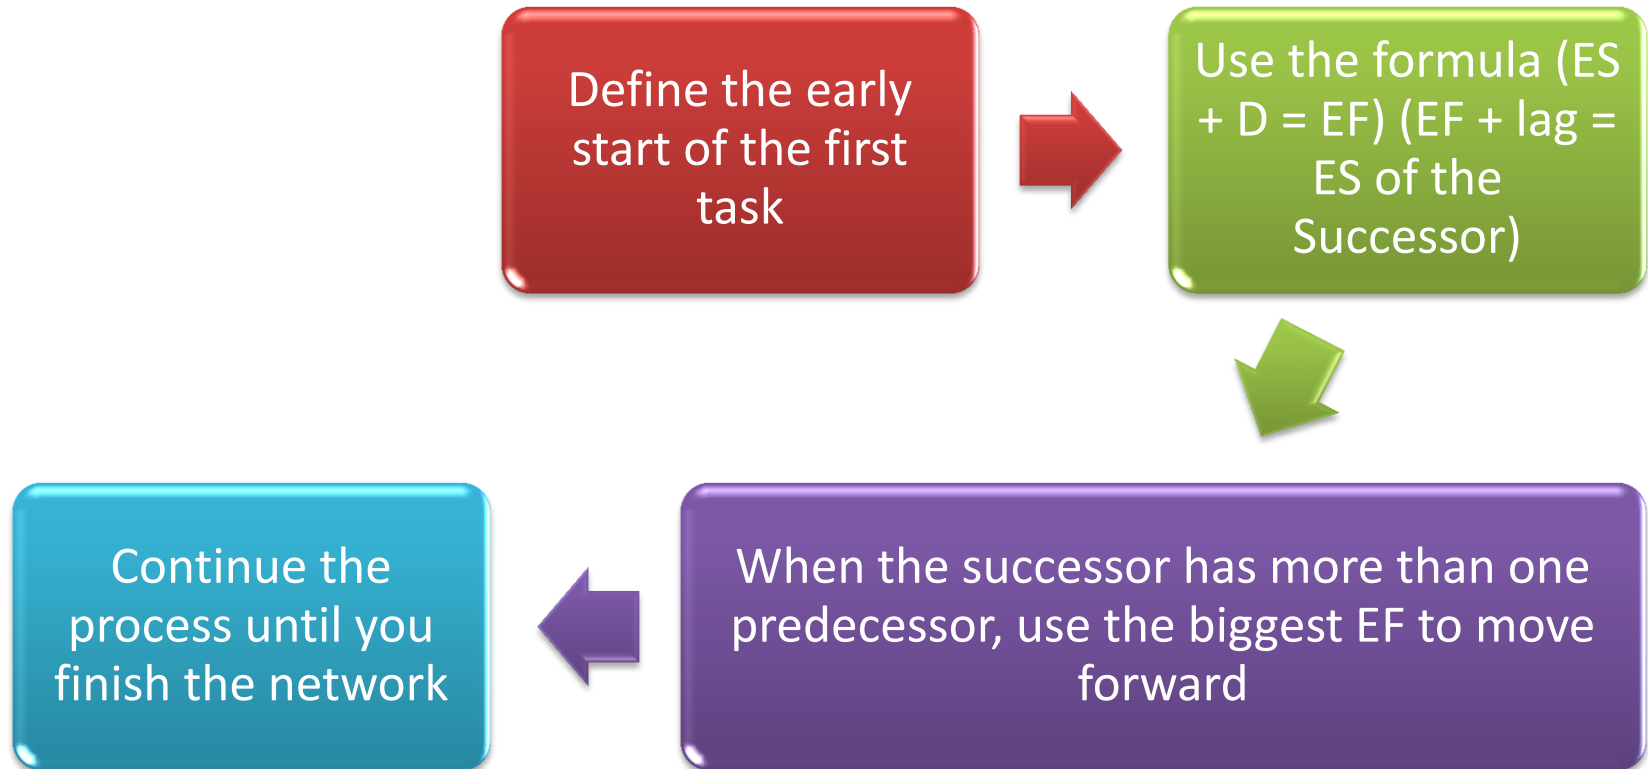 Define the early
start of the first
task
Use the formula (ES
+ D = EF) (EF + lag =
ES of the
Successor)
When the successor has more than one
predecessor, use the biggest EF to move
forward
Continue the
process until you
finish the network